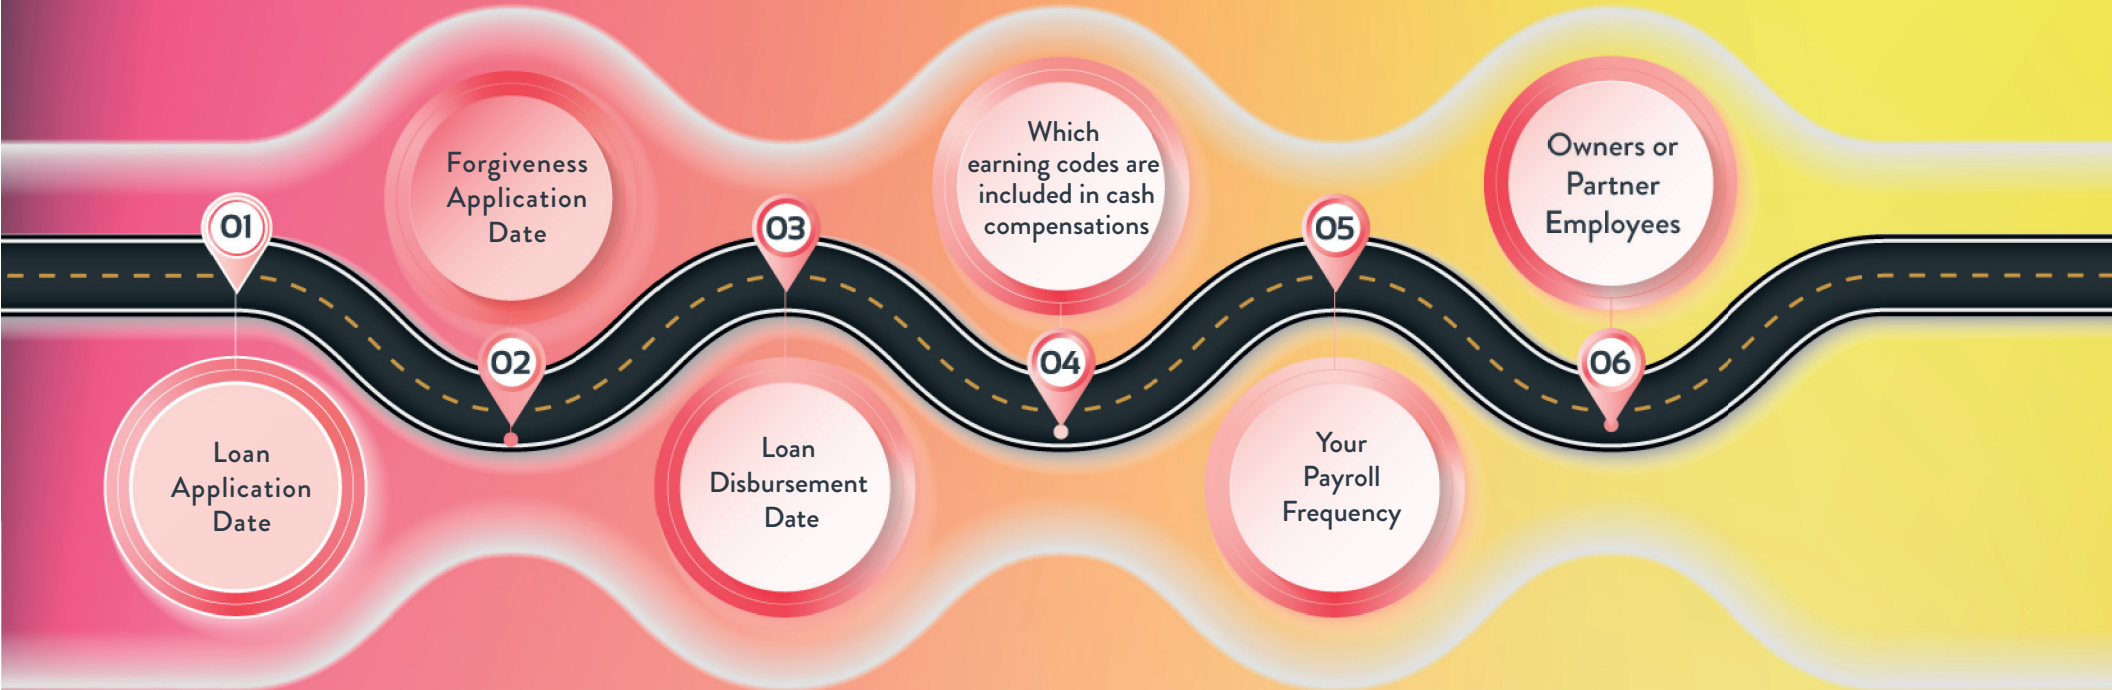 01
Loan
Application
Date
02
Forgiveness
Application
Date
03
Loan
Disbursement
Date
04
Which
earning codes are
included in cash
compensations
05
Your
Payroll
Frequency
06
Owners or
Partner
Employees